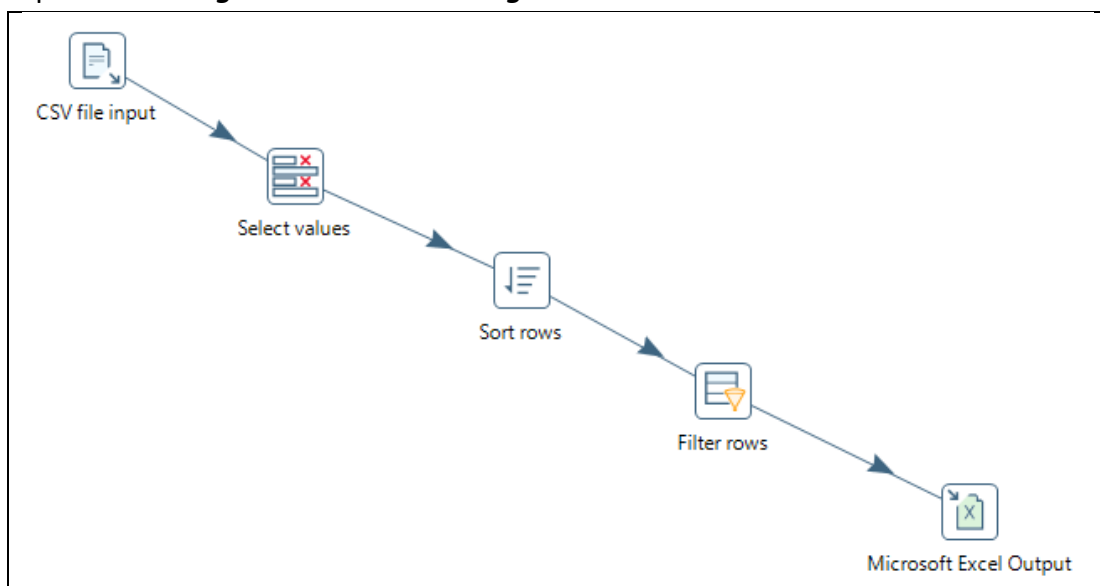 CSV file input
Select values
Sort rows
Filter rows
X
Microsoft Excel Output